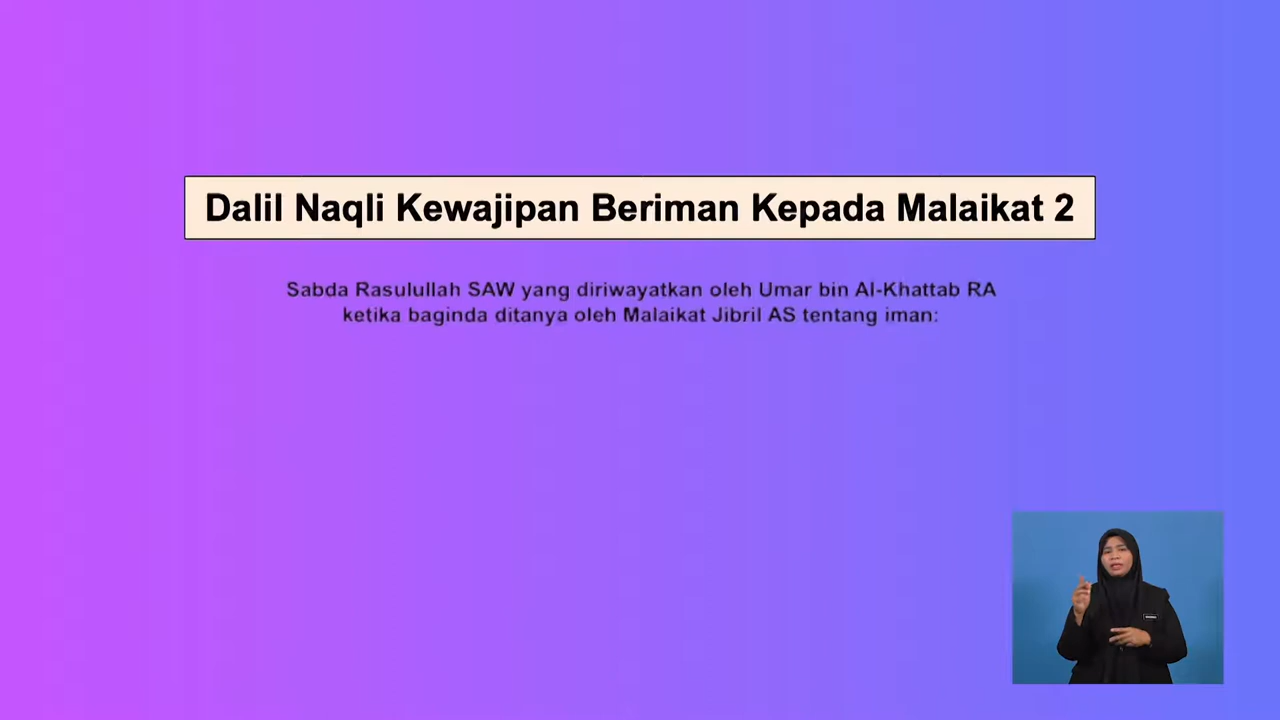 Dalil Naqli Kewajipan Beriman Kepada Malaikat 2
Sabda Rasulullah SAW yang diriwayatkan oleh Umar bin Al-Khattab RA
ketika baginda ditanya oleh Malaikat Jibril AS tentang iman: